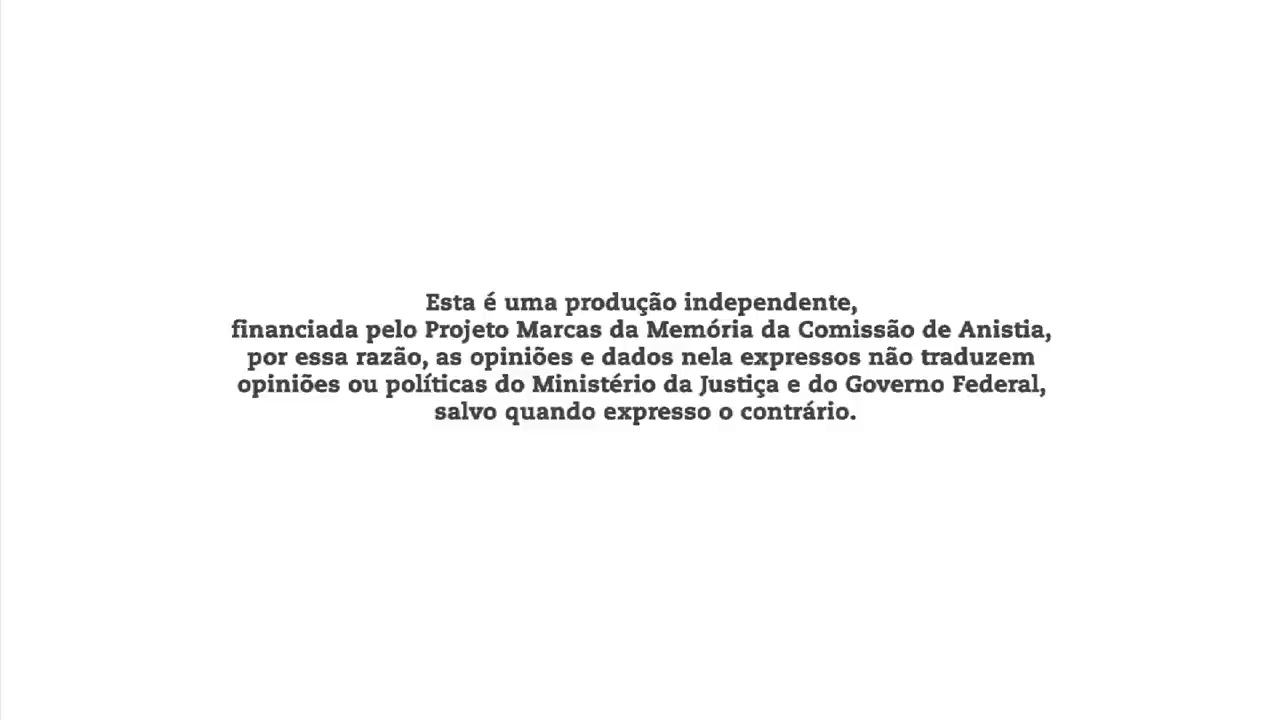 Esta é uma produção independente,
financiada pelo Projeto Marcas da Memória da Comissão de Anistia,
por essa razão, as opiniões e dados nela expressos não traduzem
opiniões ou políticas do Ministério da Justiça e do Governo Federal,
salvo quando expresso o contrário.